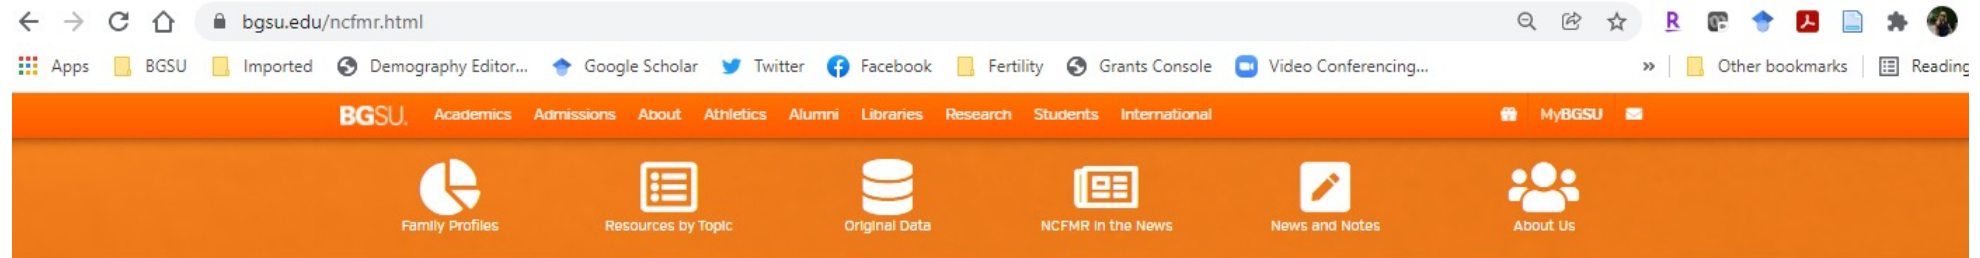 bgsu.edu/ncfmr.html
Apps BGSU Imported Demography Editor... Google Scholar Twitter Facebook Fertility Grants Console Video Conferencing... » Other bookmarks Reading
BGSU. Academics Admissions About Athletics Alumni Libraries Research Students International MyBGSU
Family Profiles Resources by Topic Original Data NCFMR in the News News and Notes About Us